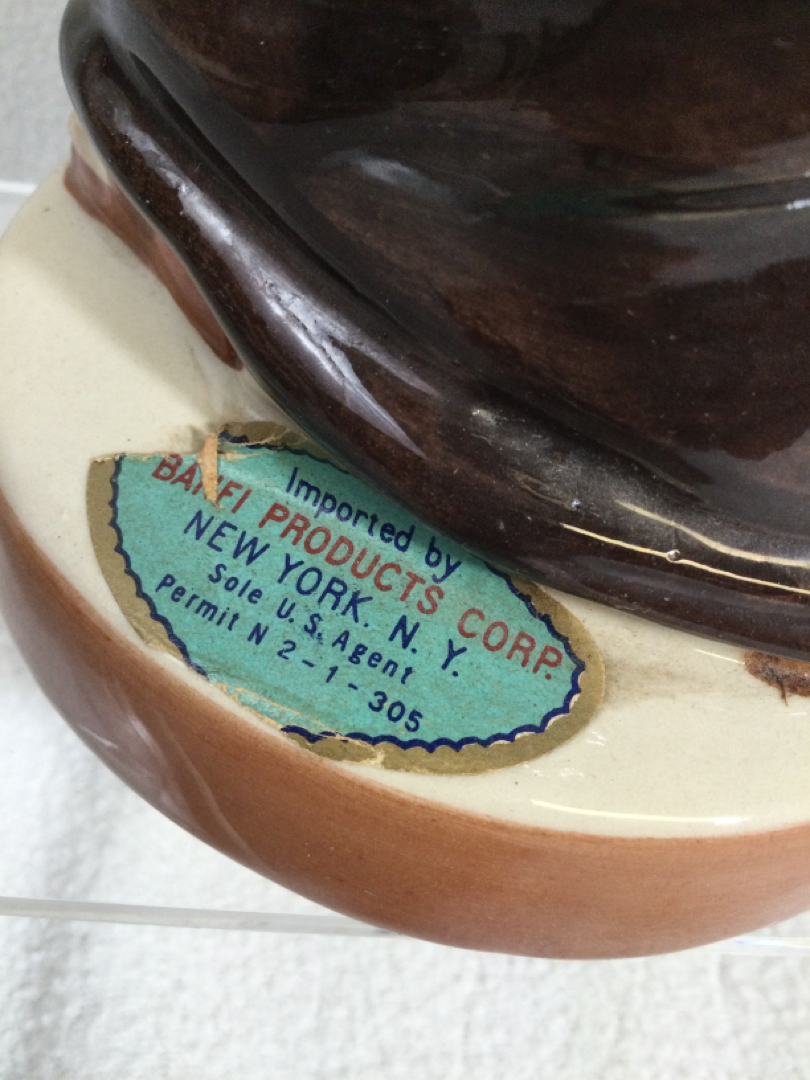 Imported by
BANFI PRODUCTS CORP.
NEW YORK. N. Y.
Sole U.S. Agent
Permit N 2-1-305